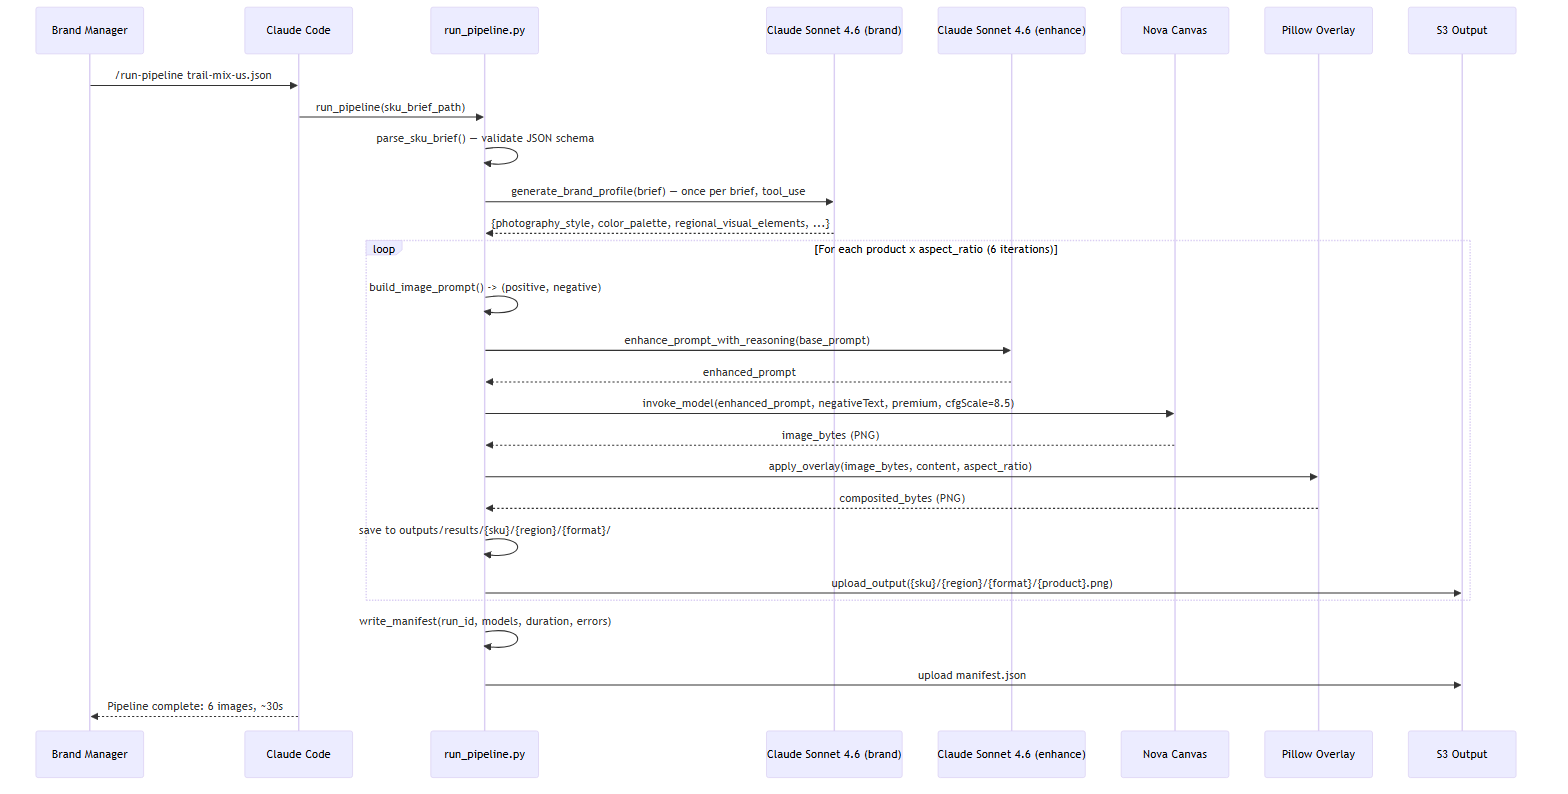 Brand Manager
Claude Code
run_pipeline.py
Claude Sonnet 4.6 (brand)
Claude Sonnet 4.6 (enhance)
Nova Canvas
Pillow Overlay
S3 Output
/run-pipeline trail-mix-us.json
run_pipeline(sku_brief_path)
parse_sku_brief() — validate JSON schema
generate_brand_profile(brief) — once per brief, tool_use
{photography_style, color_palette, regional_visual_elements, ...}
loop
[For each product x aspect_ratio (6 iterations)]
build_image_prompt() -> (positive, negative)
enhance_prompt_with_reasoning(base_prompt)
enhanced_prompt
invoke_model(enhanced_prompt, negativeText, premium, cfgScale=8.5)
image_bytes (PNG)
apply_overlay(image_bytes, content, aspect_ratio)
composited_bytes (PNG)
save to outputs/results/{sku}/{region}/{format}/
upload_output({sku}/{region}/{format}/{product}.png)
write_manifest(run_id, models, duration, errors)
upload manifest.json
Pipeline complete: 6 images, ~30s
Brand Manager
Claude Code
run_pipeline.py
Claude Sonnet 4.6 (brand)
Claude Sonnet 4.6 (enhance)
Nova Canvas
Pillow Overlay
S3 Output